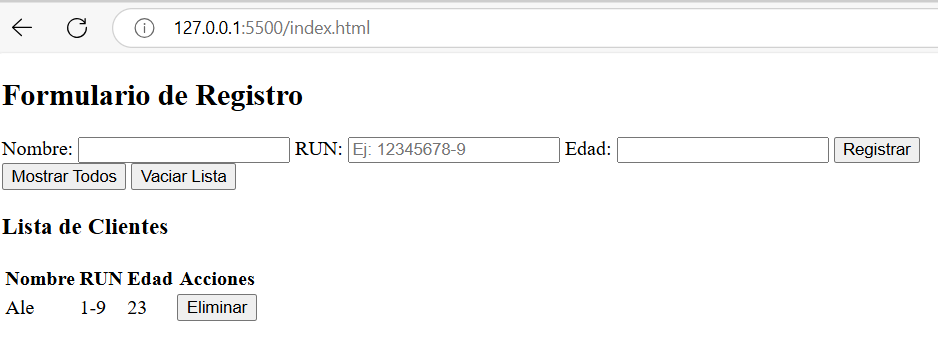 127.0.0.1:5500/index.html
Formulario de Registro
Nombre: RUN: Ej: 12345678-9 Edad: Registrar
Mostrar Todos Vaciar Lista
Lista de Clientes
Nombre RUN Edad Acciones
Ale 1-9 23 Eliminar